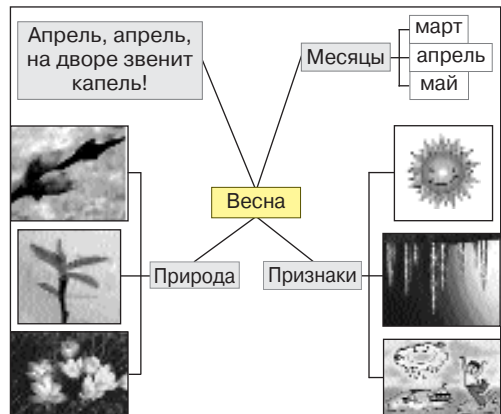 Апрель, апрель,
на дворе звенит
капель!
Месяцы
март
апрель
май
Весна
Природа
Признаки